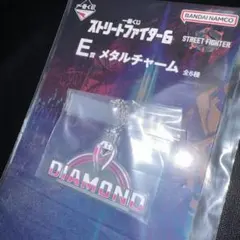 一番くじ
BANDAI NAMCO
ストリートファイター6
STREET FIGHTER
E賞 メタルチャーム 全6種
DIAMOND